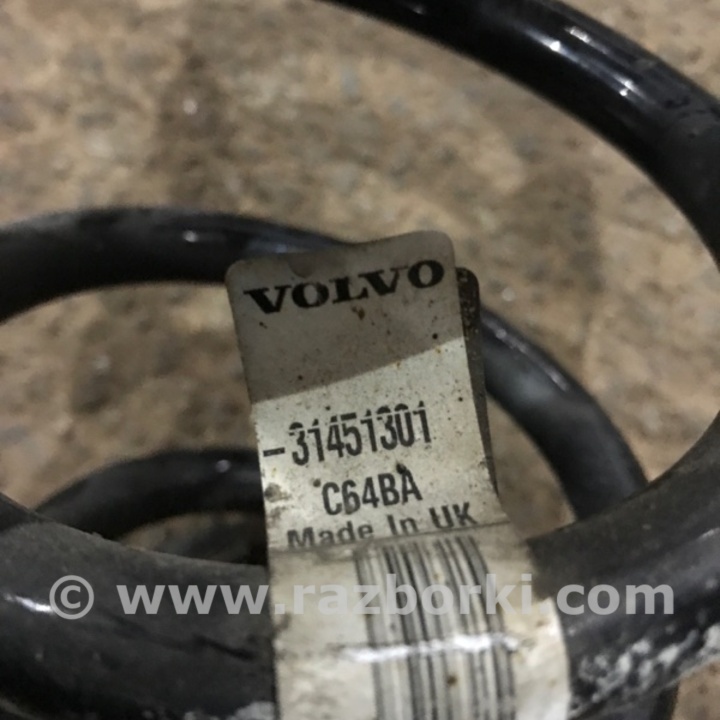 VOLVO
-31451301
C64BA
Made In UK
© www.razborki.com